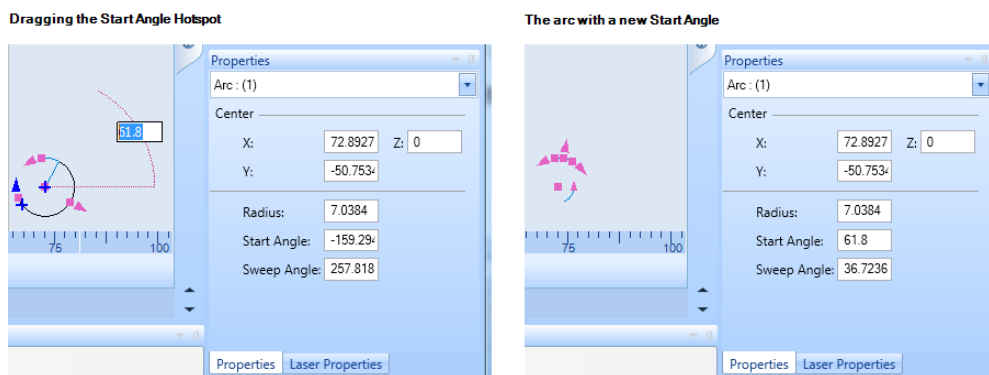 Dragging the Start Angle Hotspot
Properties
Arc : (1)
Center
X: 72.8927 Z: 0
Y: -50.753
Radius: 7.0384
Start Angle: -159.294
Sweep Angle: 257.818
61.8
75 100
Properties Laser Properties
The arc with a new Start Angle
Properties
Arc : (1)
Center
X: 72.8927 Z: 0
Y: -50.753
Radius: 7.0384
Start Angle: 61.8
Sweep Angle: 36.7236
75 100
Properties Laser Properties